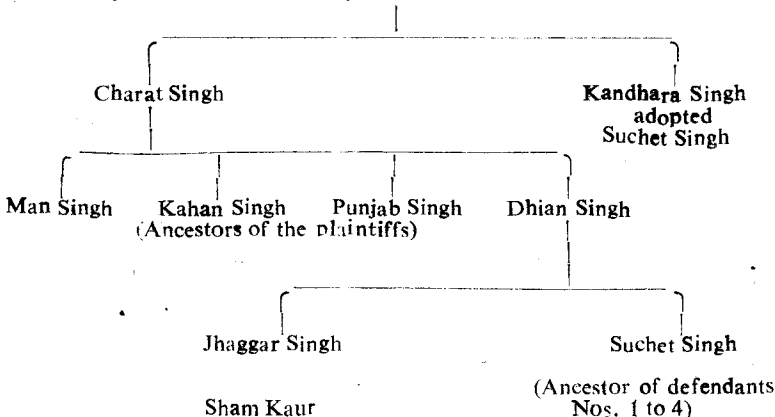 Charat Singh Kandhara Singh
adopted
Suchet Singh
Man Singh Kahan Singh Punjab Singh Dhian Singh
(Ancestors of the plaintiffs)
Jhaggar Singh Suchet Singh
(Ancestor of defendants
Sham Kaur Nos. 1 to 4)